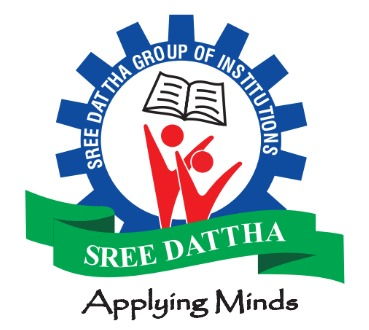 SREE DATTHA GROUP OF INSTITUTIONS
SREE DATTHA
Applying Minds